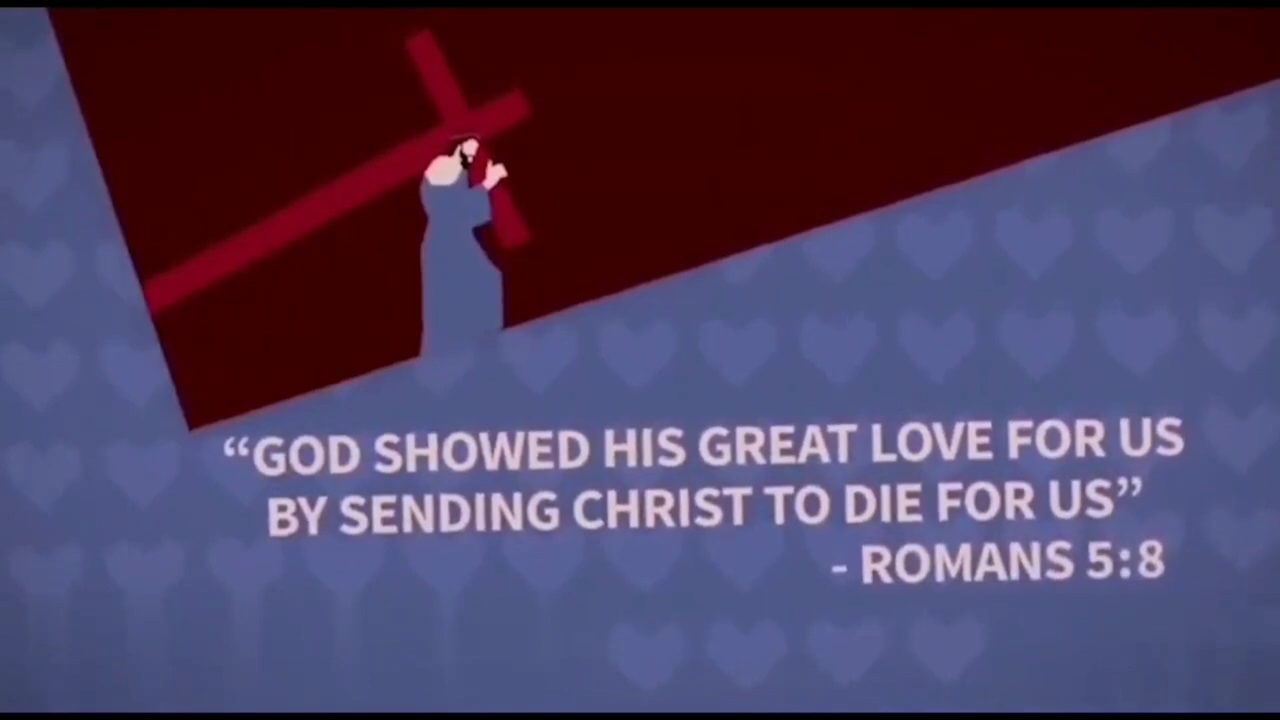 “GOD SHOWED HIS GREAT LOVE FOR US
BY SENDING CHRIST TO DIE FOR US”
- ROMANS 5:8